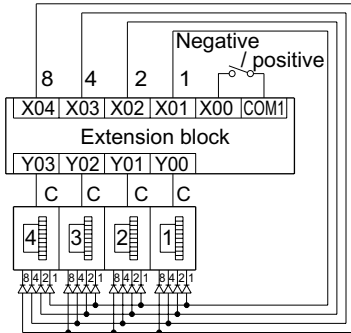 Negative
/ positive
8 4 2 1
X04 X03 X02 X01 X00 COM1
Extension block
Y03 Y02 Y01 Y00
C C C C
4 3 2 1
8 4 2 1 8 4 2 1 8 4 2 1 8 4 2 1